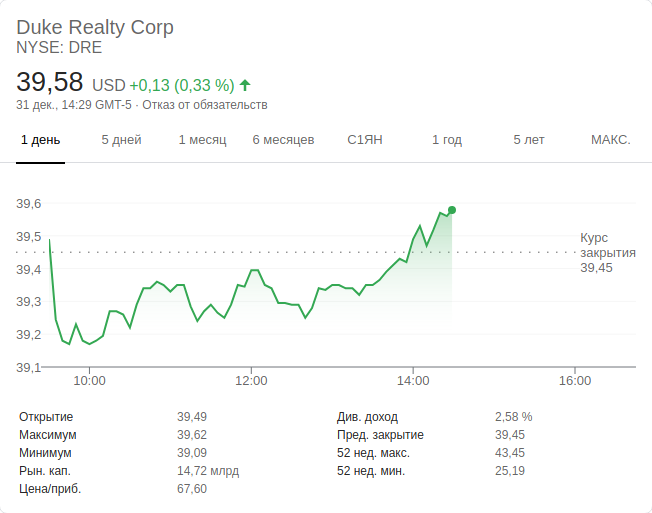 Duke Realty Corp
NYSE: DRE
39,58 USD +0,13 (0,33 %)
31 дек., 14:29 GMT-5 · Отказ от обязательств
1 день 5 дней 1 месяц 6 месяцев С1ЯН 1 год 5 лет МАКС.
39,6
39,5
39,4
39,3
39,2
39,1
Курс
закрытия
39,45
10:00 12:00 14:00 16:00
Открытие 39,49 Див. доход 2,58 %
Максимум 39,62 Пред. закрытие 39,45
Минимум 39,09 52 нед. макс. 43,45
Рын. кап. 14,72 млрд 52 нед. мин. 25,19
Цена/приб. 67,60